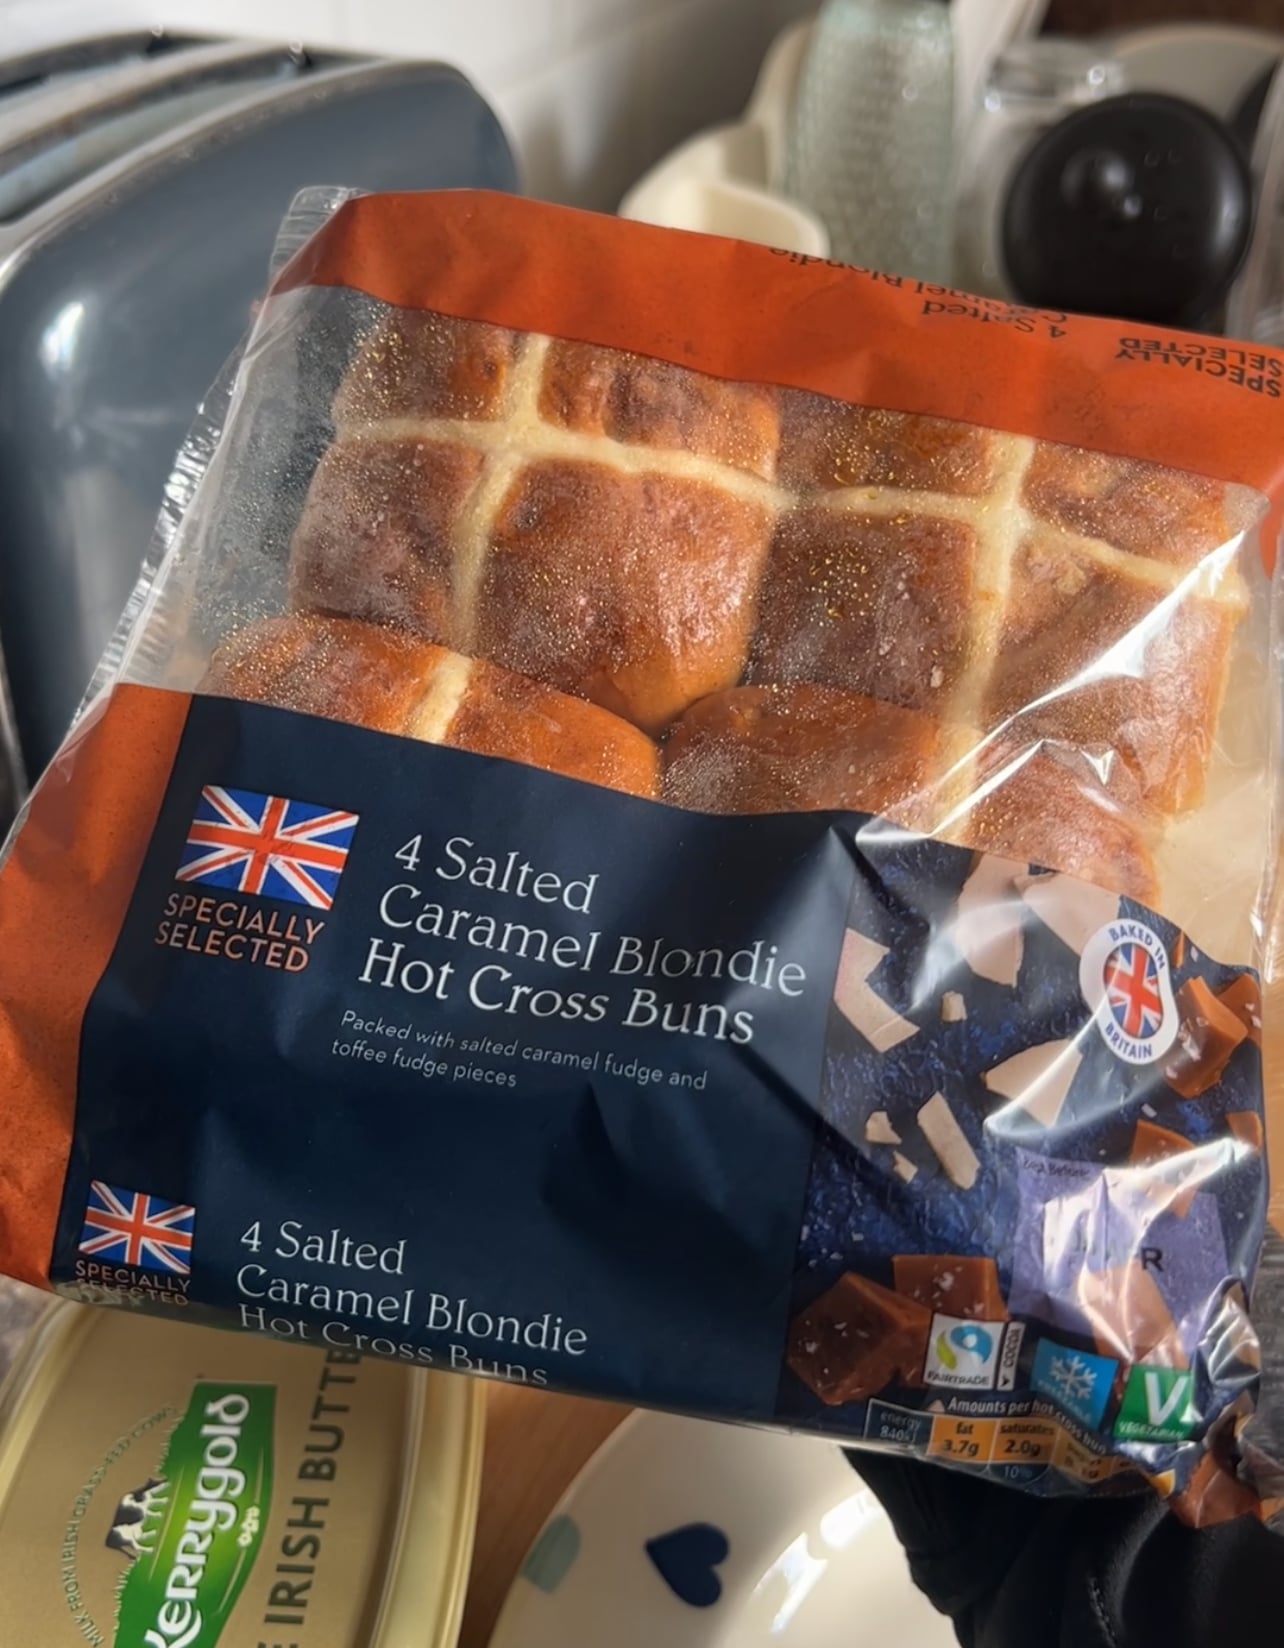 4 Salted
Caramel Blondie
SPECIALLY
SELECTED
SPECIALLY
SELECTED
4 Salted
Caramel Blondie
Hot Cross Buns
Packed with salted caramel fudge and
toffee fudge pieces
BAKED IN
BRITAIN
Best Before
SPECIALLY
SELECTED
4 Salted
Caramel Blondie
Hot Cross Buns
FAIRTRADE
COCOA
V
VEGETARIAN
Amounts per hot cross bun
energy
840kJ
fat
3.7g
saturates
2.0g
10%
MILK FROM IRISH GRASS-FED COWS
Kerrygold
IRISH BUTTE